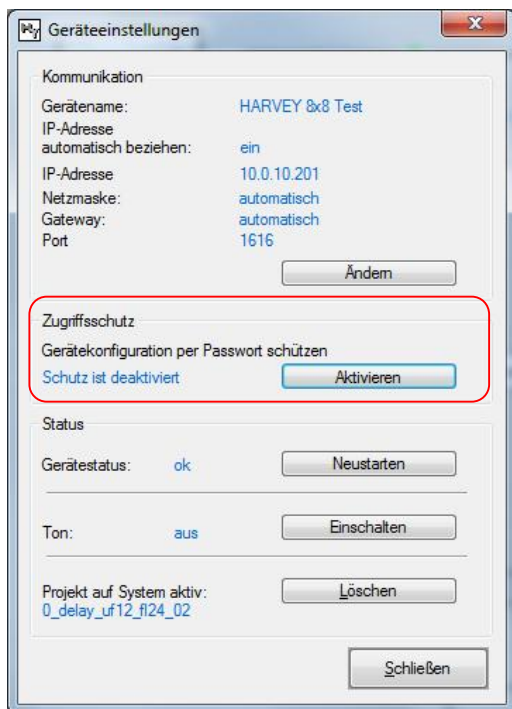 Geräteeinstellungen
Kommunikation
Gerätename: HARVEY 8x8 Test
IP-Adresse
automatisch beziehen: ein
IP-Adresse 10.0.10.201
Netzmaske: automatisch
Gateway: automatisch
Port 1616
Ändern
Zugriffsschutz
Gerätekonfiguration per Passwort schützen
Schutz ist deaktiviert Aktivieren
Status
Gerätestatus: ok Neustarten
Ton: aus Einschalten
Projekt auf System aktiv: Löschen
0_delay_uf12_fl24_02
Schließen